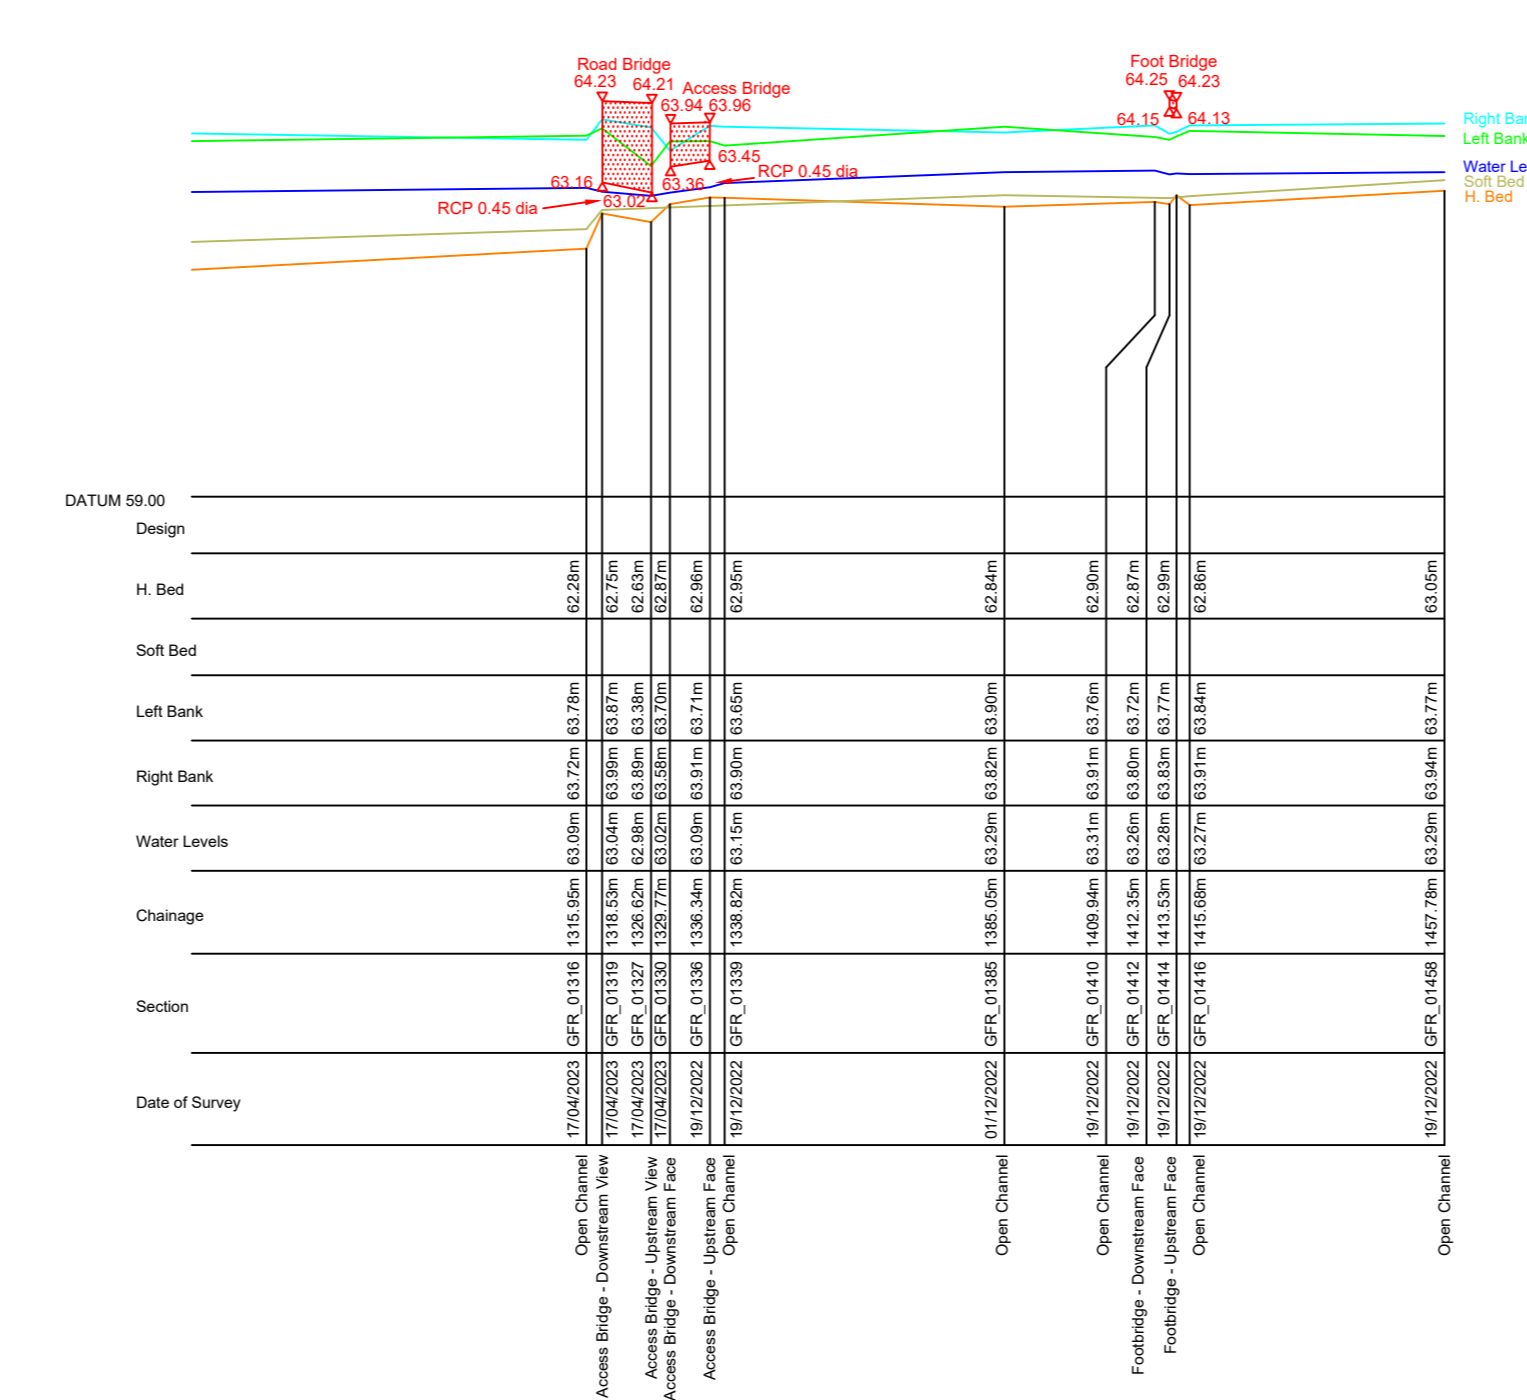 Road Bridge
64.23 64.21
Access Bridge
63.94 63.96
Foot Bridge
64.25 64.23
64.15 64.13
63.16
63.02
63.36
63.45
RCP 0.45 dia
RCP 0.45 dia
Right Ban
Left Bank
Water Le
Soft Bed
H. Bed
DATUM 59.00
Design
H. Bed 62.28m 62.75m 62.63m 62.87m 62.96m 62.95m 62.84m 62.90m 62.87m 62.99m 62.86m 63.05m
Soft Bed
Left Bank 63.78m 63.87m 63.38m 63.70m 63.71m 63.65m 63.90m 63.76m 63.72m 63.77m 63.84m 63.77m
Right Bank 63.72m 63.99m 63.89m 63.58m 63.91m 63.90m 63.82m 63.91m 63.80m 63.83m 63.91m 63.94m
Water Levels 63.09m 63.04m 62.98m 63.02m 63.09m 63.15m 63.29m 63.31m 63.26m 63.28m 63.27m 63.29m
Chainage 1315.95m 1318.53m 1326.62m 1329.77m 1336.34m 1338.82m 1385.05m 1409.94m 1412.35m 1413.53m 1415.68m 1457.78m
Section GFR_01316 GFR_01319 GFR_01327 GFR_01330 GFR_01336 GFR_01339 GFR_01385 GFR_01410 GFR_01412 GFR_01414 GFR_01416 GFR_01458
Date of Survey 17/04/2023 17/04/2023 17/04/2023 17/04/2023 19/12/2022 19/12/2022 01/12/2022 19/12/2022 19/12/2022 19/12/2022 19/12/2022 19/12/2022
Open Channel
Access Bridge - Downstream View
Access Bridge - Upstream View
Access Bridge - Downstream Face
Access Bridge - Upstream Face
Open Channel
Open Channel
Open Channel
Footbridge - Downstream Face
Footbridge - Upstream Face
Open Channel
Open Channel